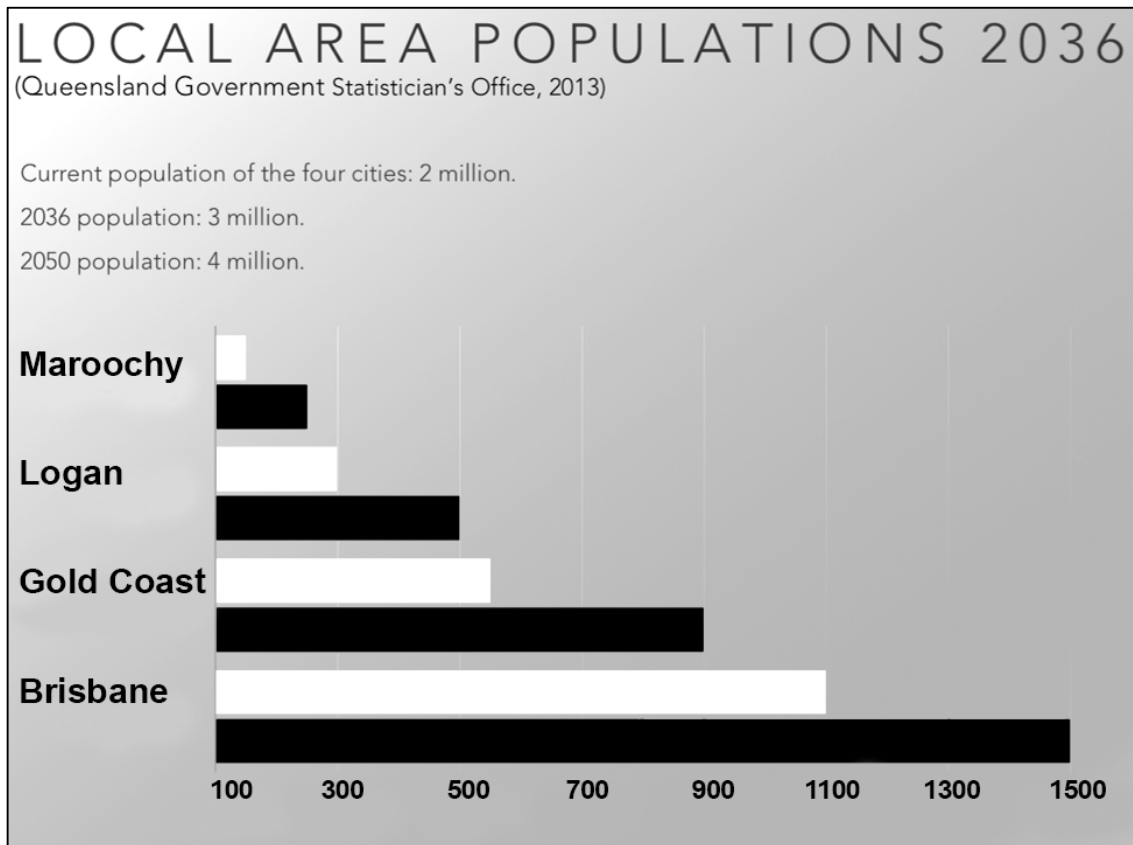 LOCAL AREA POPULATIONS 2036
(Queensland Government Statistician's Office, 2013)
Current population of the four cities: 2 million.
2036 population: 3 million.
2050 population: 4 million.
Maroochy
Logan
Gold Coast
Brisbane
100 300 500 700 900 1100 1300 1500